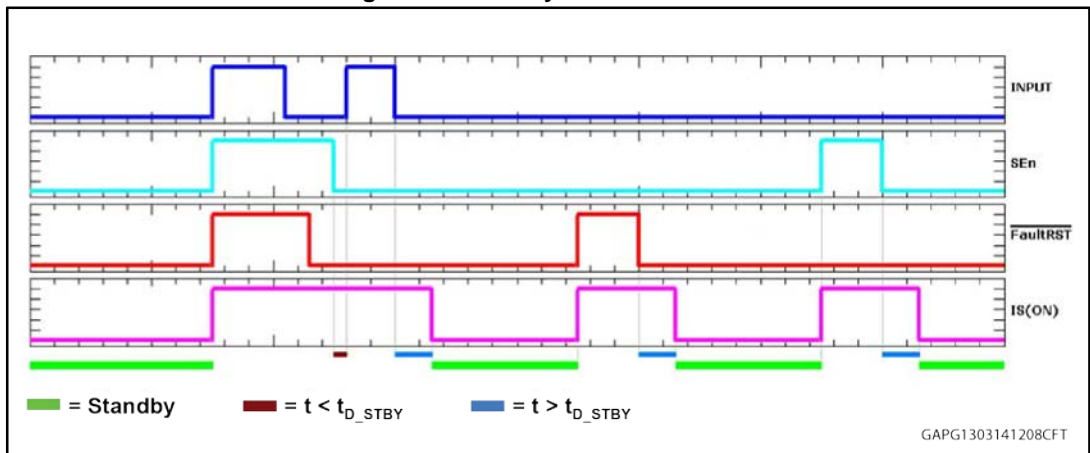 INPUT
SEn
FaultRST
IS(ON)
= Standby
= t < tD_STBY
= t > tD_STBY
GAPG1303141208CFT